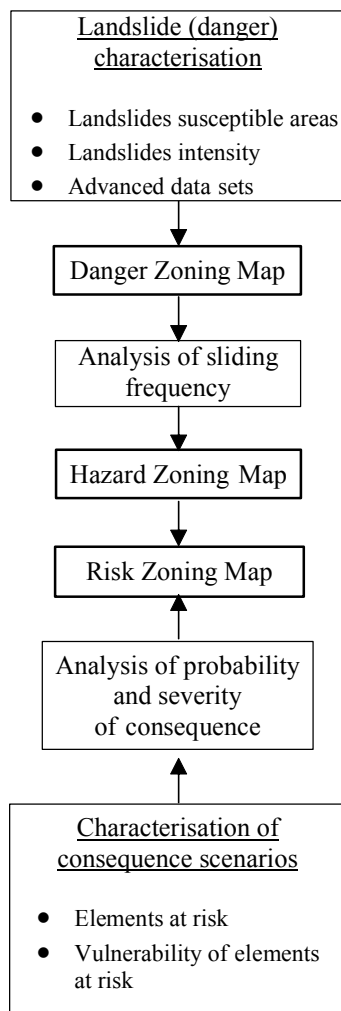 Landslide (danger)
characterisation
• Landslides susceptible areas
• Landslides intensity
• Advanced data sets
Danger Zoning Map
Analysis of sliding
frequency
Hazard Zoning Map
Risk Zoning Map
Analysis of probability
and severity
of consequence
Characterisation of
consequence scenarios
• Elements at risk
• Vulnerability of elements
at risk